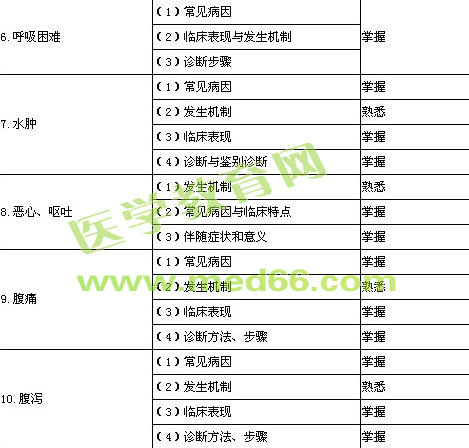 (1)常见病因
6.呼吸困难 (2)临床表现与发生机制 掌握
(3)诊断步骤
(1)常见病因 掌握
(2)发生机制 熟悉
7.水肿
(3)临床表现 掌握
(4)诊断与鉴别诊断 掌握
(1)发生机制 熟悉
8.恶心、呕吐 (2)常见病因与临床特点 掌握
(3)伴随症状和意义 掌握
(1)常见病因 掌握
(2)发生机制 熟悉
9.腹痛
(3)临床表现 掌握
(4)诊断方法、步骤 掌握
(1)常见病因 掌握
(2)发生机制 熟悉
10.腹泻
(3)临床表现 掌握
(4)诊断方法、步骤 掌握
医学教育网
www.med66.com